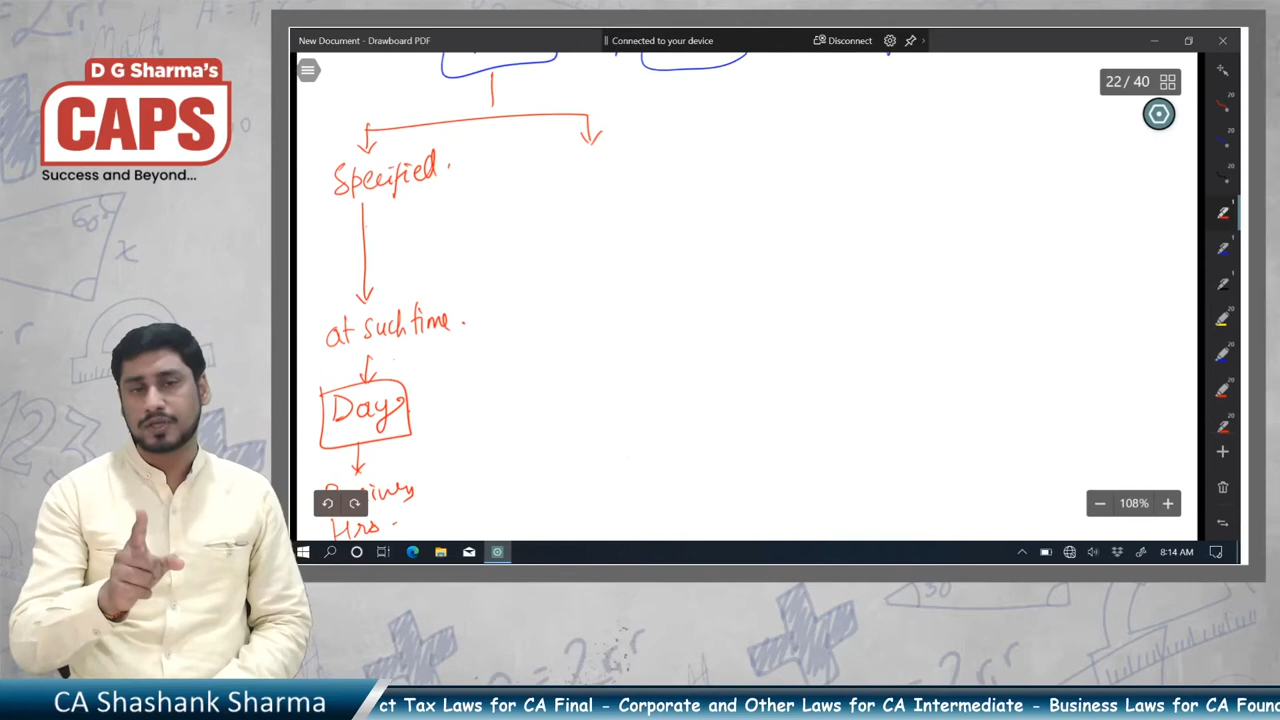 New Document - Drawboard PDF
Connected to your device
Disconnect
D G Sharma's
CAPS
Success and Beyond...
22 / 40
Specified.
at such time.
Day
Hrs.
108%
8:14 AM
CA Shashank Sharma
ct Tax Laws for CA Final - Corporate and Other Laws for CA Intermediate - Business Laws for CA Foun